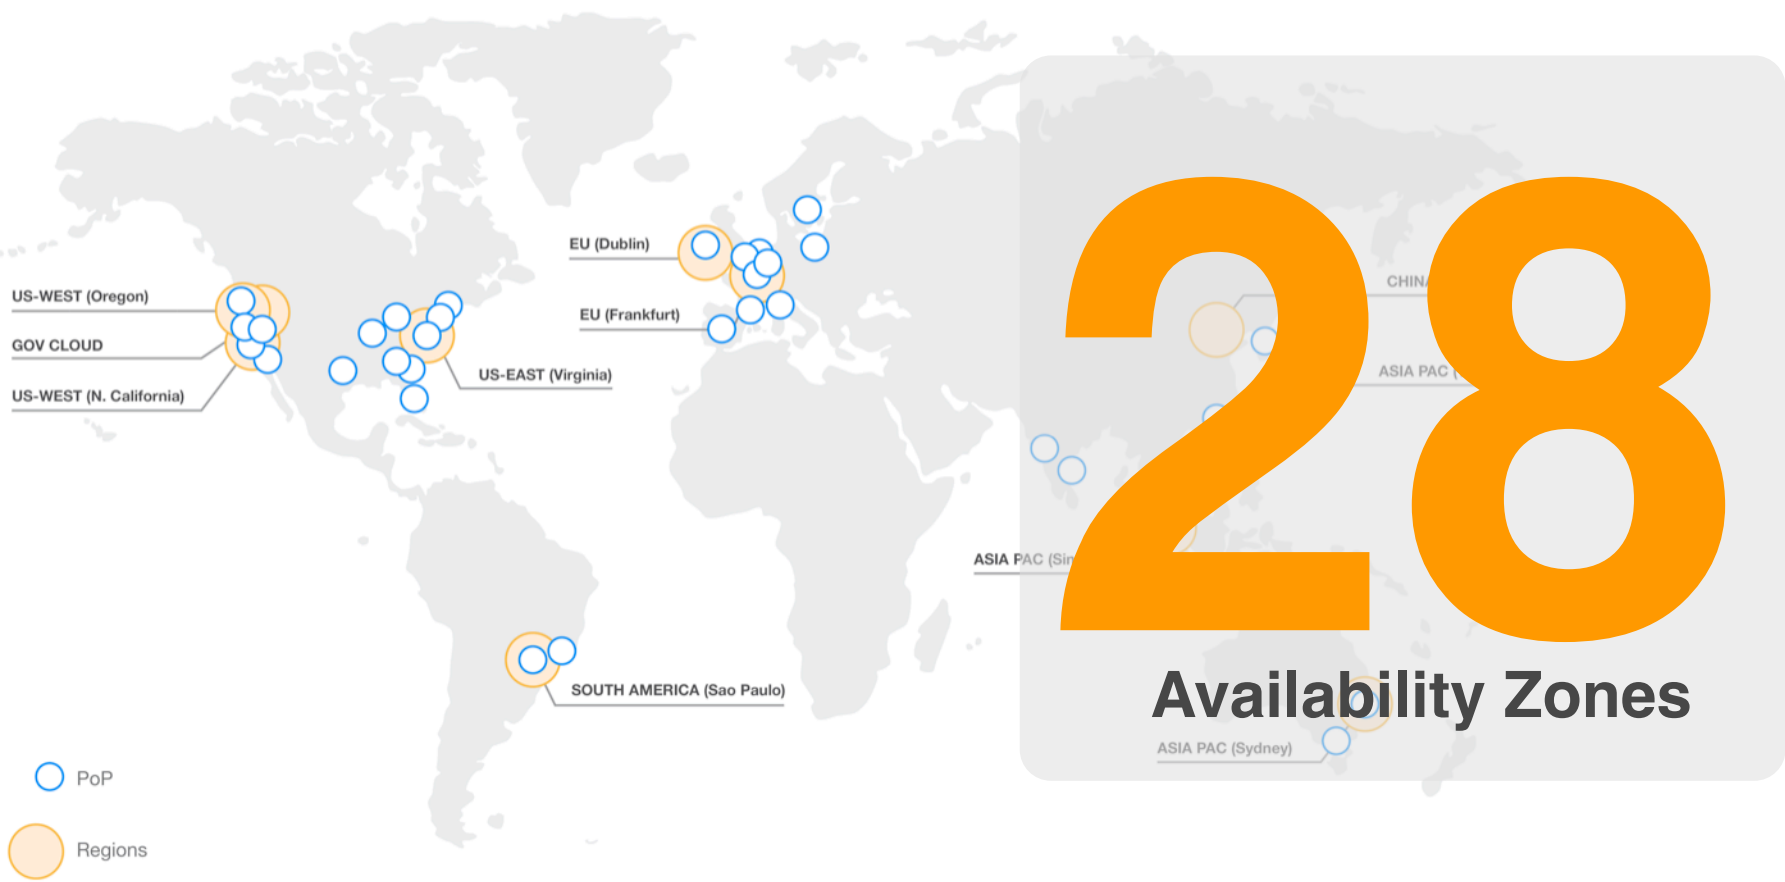 EU (Dublin)
US-WEST (Oregon)
EU (Frankfurt)
GOV CLOUD
US-EAST (Virginia)
US-WEST (N. California)
SOUTH AMERICA (Sao Paulo)
PoP
Regions
CHINA
ASIA PAC (
ASIA PAC
28
Availability Zones
ASIA PAC (Sydney)